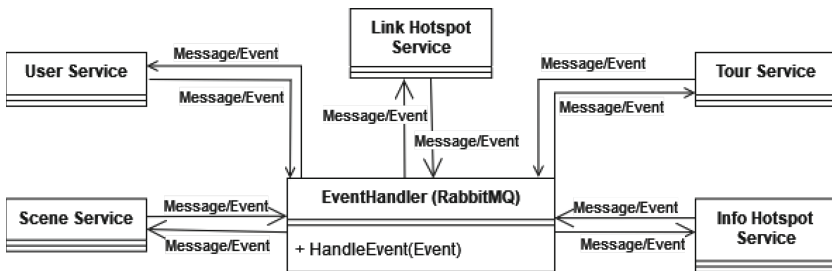 Link Hotspot
Service
User Service
Message/Event
Message/Event
Message/Event
Message/Event
Message/Event
Message/Event
Tour Service
EventHandler (RabbitMQ)
+ HandleEvent(Event)
Scene Service
Message/Event
Message/Event
Message/Event
Message/Event
Info Hotspot
Service